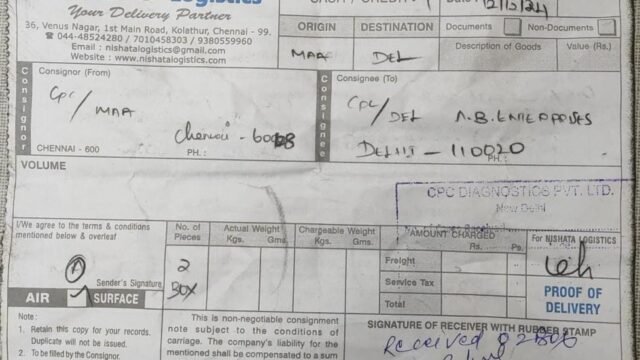 Logistics
Your Delivery Partner
35, Venus Nagar, 1st Main Road, Kolathur, Chennai - 99.
☎ 044-48524280 / 7010458303 / 9380559960
Email : nishatalogistics@gmail.com
Website : www.nishatalogistics.com
12/12/24
ORIGIN
DESTINATION
Documents
Non-Documents
MAA
DEL
Description of Goods
Value (Rs.)
Consignor
Consignor (From)
CPC/MAA
Chennai - 600
CHENNAI - 600
PH. :
Consignee
Consignee (To)
CPC/DEL N.B. ENTERPRISES
DELHI - 110020
PH. :
VOLUME
CPC DIAGNOSTICS PVT. LTD.
New Delhi
I/We agree to the terms & conditions
mentioned below & overleaf
Sender's Signature
AIR ✓ SURFACE
No. of Pieces
Actual Weight
Kgs. Gms.
Chargeable Weight
Kgs. Gms.
AMOUNT CHARGED
Rs. Ps.
2
BOX
Freight
Service Tax
Total
For NISHATA LOGISTICS
PROOF OF
DELIVERY
Note :
1. Retain this copy for your records.
Duplicate will not be issued.
2. To be filled by the Consignor.
This is non-negotiable consignment
note subject to the conditions of
carriage. The company's liability for
the mentioned shall be compensated to a sum
SIGNATURE OF RECEIVER WITH RUBBER STAMP
Received 02 Box